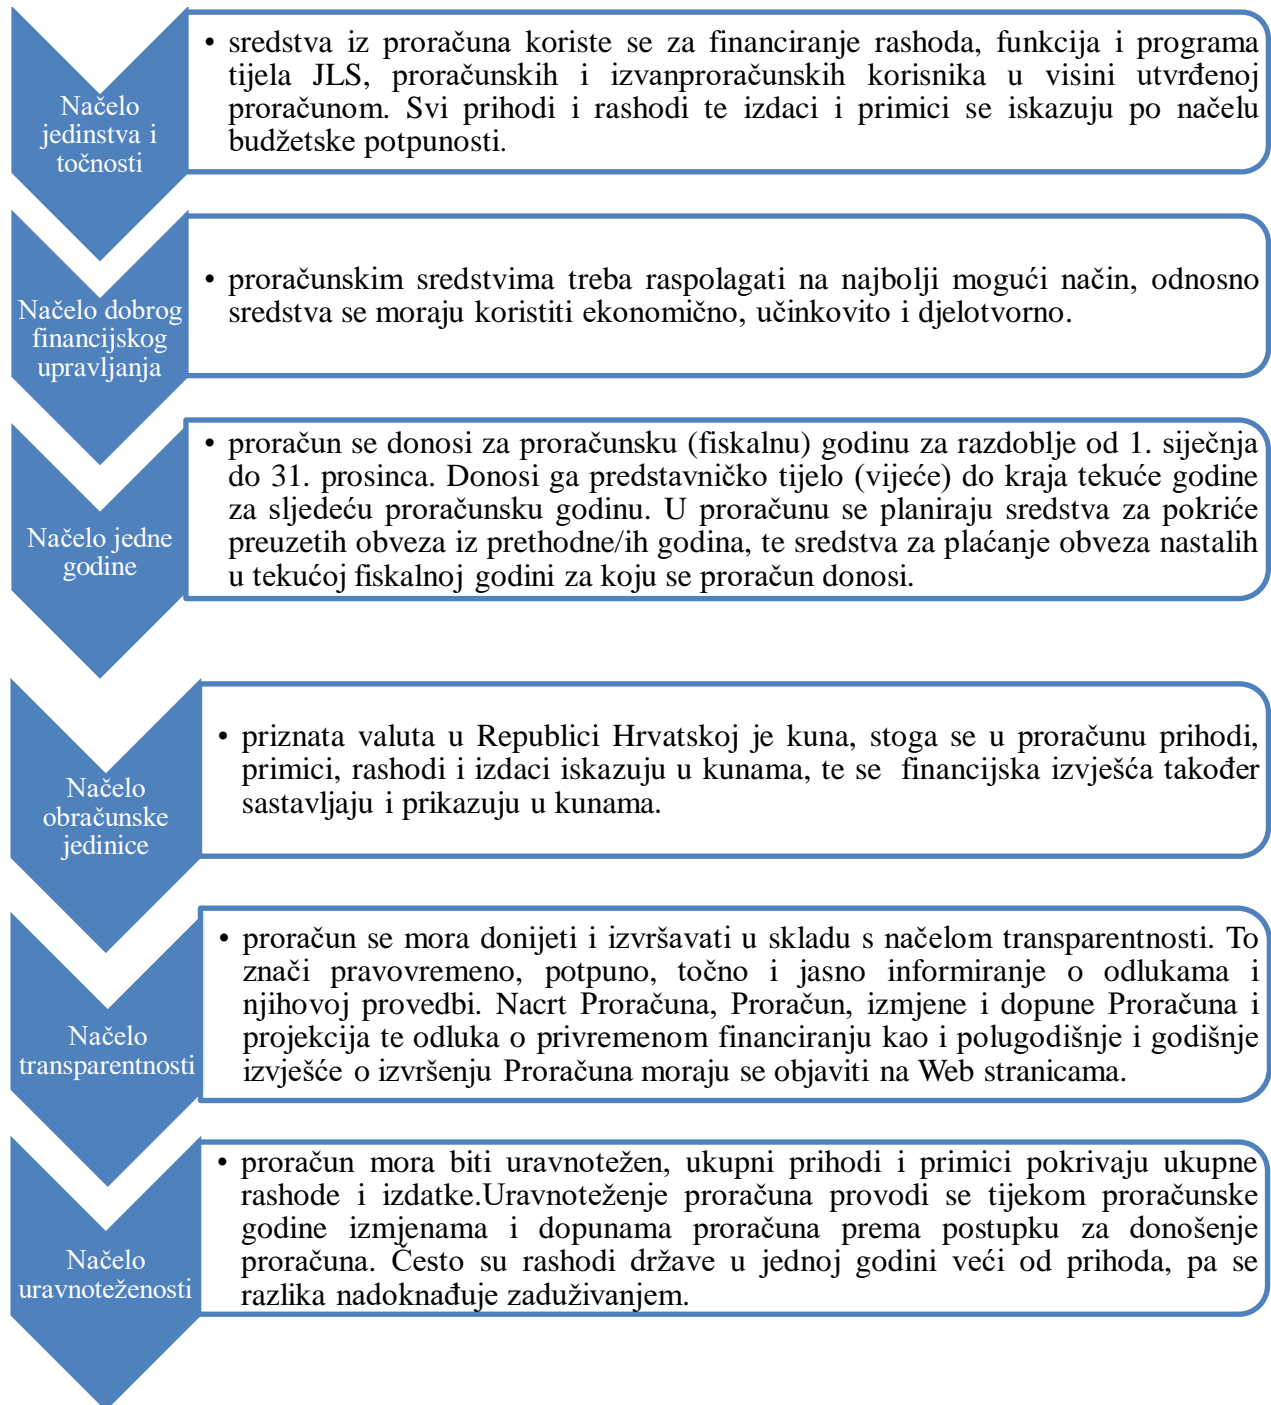 Načelo
jedinstva i
točnosti
• sredstva iz proračuna koriste se za financiranje rashoda, funkcija i programa
tijela JLS, proračunskih i izvanproračunskih korisnika u visini utvrđenoj
proračunom. Svi prihodi i rashodi te izdaci i primici se iskazuju po načelu
budžetske potpunosti.
Načelo dobrog
financijskog
upravljanja
• proračunskim sredstvima treba raspolagati na najbolji mogući način, odnosno
sredstva se moraju koristiti ekonomično, učinkovito i djelotvorno.
Načelo jedne
godine
• proračun se donosi za proračunsku (fiskalnu) godinu za razdoblje od 1. siječnja
do 31. prosinca. Donosi ga predstavničko tijelo (vijeće) do kraja tekuće godine
za sljedeću proračunsku godinu. U proračunu se planiraju sredstva za pokriće
preuzetih obveza iz prethodne/ih godina, te sredstva za plaćanje obveza nastalih
u tekućoj fiskalnoj godini za koju se proračun donosi.
Načelo
obračunske
jedinice
• priznata valuta u Republici Hrvatskoj je kuna, stoga se u proračunu prihodi,
primici, rashodi i izdaci iskazuju u kunama, te se  financijska izvješća također
sastavljaju i prikazuju u kunama.
Načelo
transparentnosti
• proračun se mora donijeti i izvršavati u skladu s načelom transparentnosti. To
znači pravovremeno, potpuno, točno i jasno informiranje o odlukama i
njihovoj provedbi. Nacrt Proračuna, Proračun, izmjene i dopune Proračuna i
projekcija te odluka o privremenom financiranju kao i polugodišnje i godišnje
izvješće o izvršenju Proračuna moraju se objaviti na Web stranicama.
Načelo
uravnoteženosti
• proračun mora biti uravnotežen, ukupni prihodi i primici pokrivaju ukupne
rashode i izdatke.Uravnoteženje proračuna provodi se tijekom proračunske
godine izmjenama i dopunama proračuna prema postupku za donošenje
proračuna. Često su rashodi države u jednoj godini veći od prihoda, pa se
razlika nadoknađuje zaduživanjem.